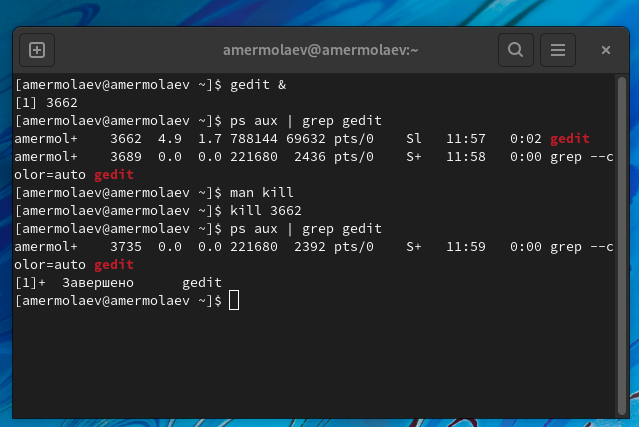 amermolaev@amermolaev:~
[amermolaev@amermolaev ~]$ gedit &
[1] 3662
[amermolaev@amermolaev ~]$ ps aux | grep gedit
amermol+    3662  4.9  1.7 788144 69632 pts/0    Sl   11:57   0:02 gedit
amermol+    3689  0.0  0.0 221680  2436 pts/0    S+   11:58   0:00 grep --c
olor=auto gedit
[amermolaev@amermolaev ~]$ man kill
[amermolaev@amermolaev ~]$ kill 3662
[amermolaev@amermolaev ~]$ ps aux | grep gedit
amermol+    3735  0.0  0.0 221680  2392 pts/0    S+   11:59   0:00 grep --c
olor=auto gedit
[1]+  Завершено      gedit
[amermolaev@amermolaev ~]$